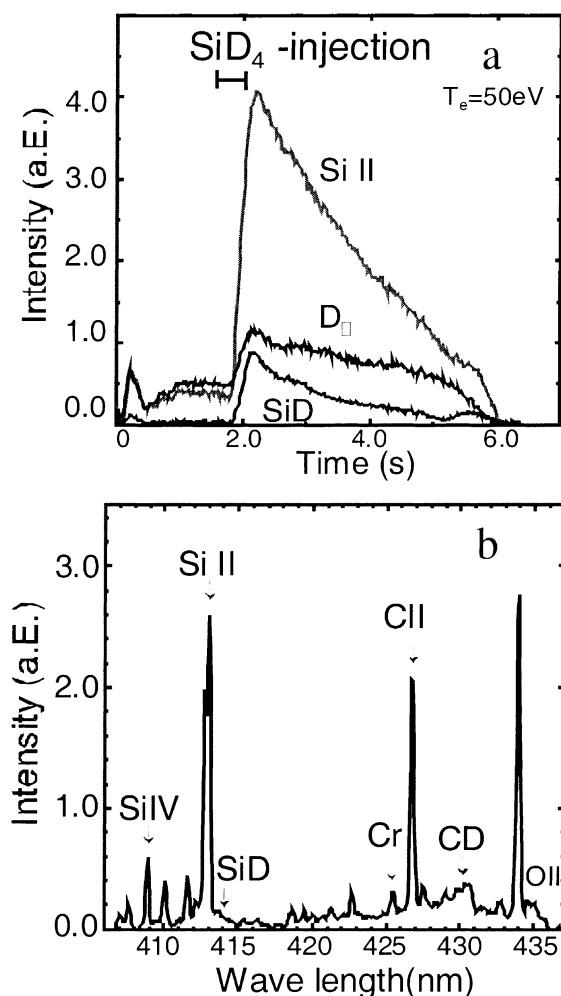 SiD₄ -injection
a
Tₑ=50eV
Intensity (a.E.)
4.0
3.0
2.0
1.0
0.0
Si II
D□
SiD
0 2.0 4.0 6.0
Time (s)
b
Intensity (a.E.)
3.0
2.0
1.0
0.0
Si II
CII
SiIV
SiD
Cr
CD
OII
410 415 420 425 430 435
Wave length(nm)